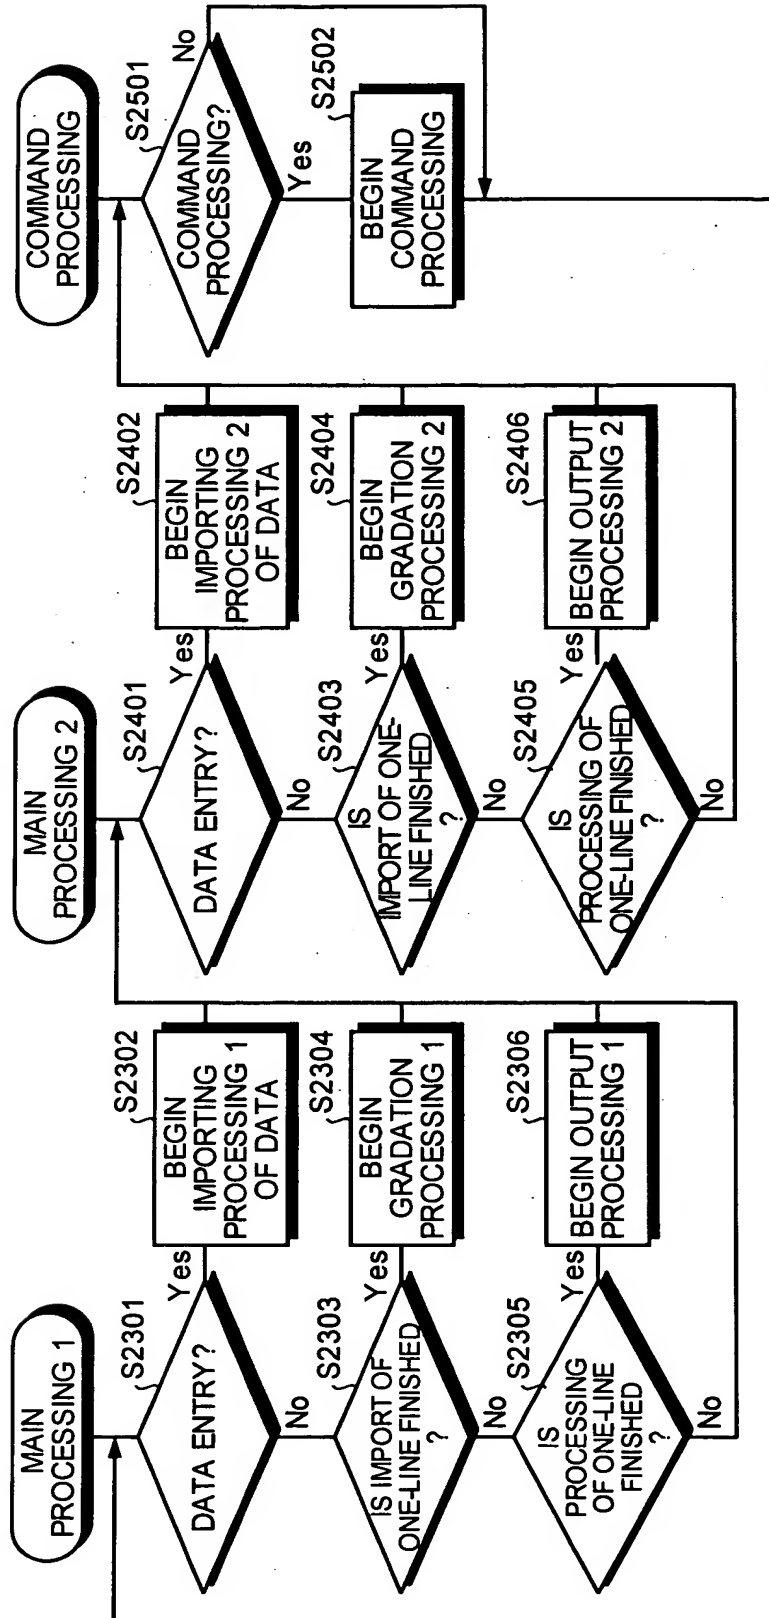 MAIN
PROCESSING 1
S2301
DATA ENTRY?
Yes
No
S2302
BEGIN
IMPORTING
PROCESSING 1
OF DATA
S2303
IS IMPORT OF
ONE-LINE FINISHED
?
Yes
No
S2304
BEGIN
GRADATION
PROCESSING 1
S2305
IS
PROCESSING
OF ONE-LINE
FINISHED
?
Yes
No
S2306
BEGIN OUTPUT
PROCESSING 1
MAIN
PROCESSING 2
S2401
DATA ENTRY?
Yes
No
S2402
BEGIN
IMPORTING
PROCESSING 2
OF DATA
S2403
IS
IMPORT OF ONE-
LINE FINISHED
?
Yes
No
S2404
BEGIN
GRADATION
PROCESSING 2
S2405
IS
PROCESSING OF
ONE-LINE FINISHED
?
Yes
No
S2406
BEGIN OUTPUT
PROCESSING 2
COMMAND
PROCESSING
S2501
COMMAND
PROCESSING?
No
Yes
S2502
BEGIN
COMMAND
PROCESSING